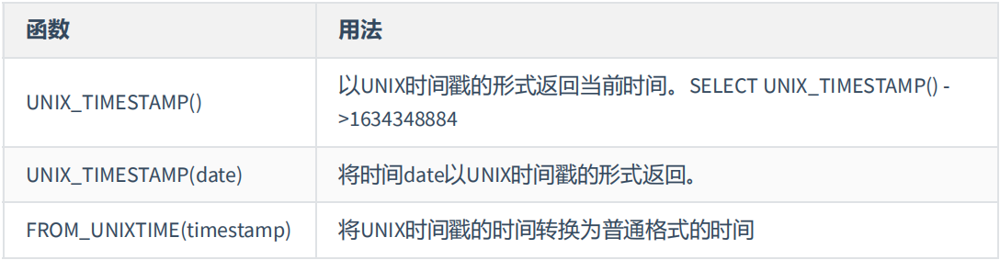 函数 用法
UNIX_TIMESTAMP() 以UNIX时间戳的形式返回当前时间。SELECT UNIX_TIMESTAMP() -
>1634348884
UNIX_TIMESTAMP(date) 将时间date以UNIX时间戳的形式返回。
FROM_UNIXTIME(timestamp) 将UNIX时间戳的时间转换为普通格式的时间